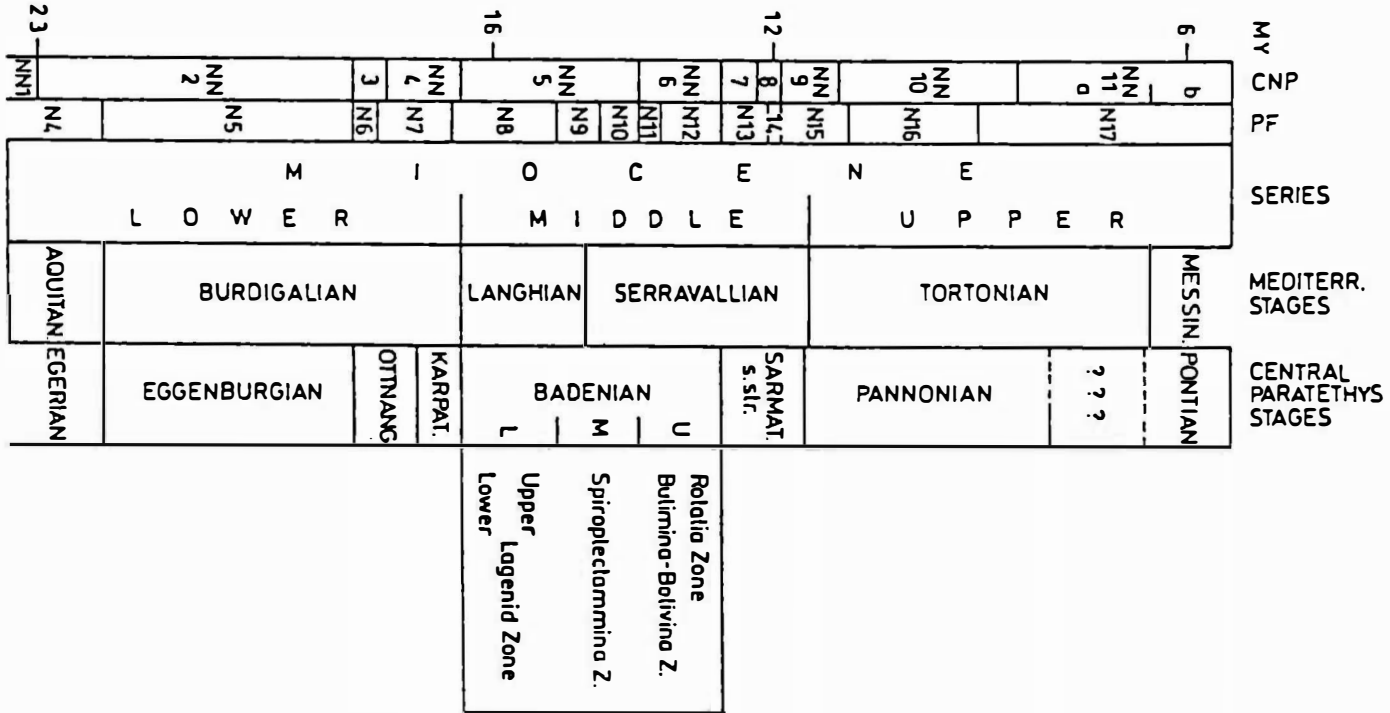 23 16 12 6 MY
NN1 NN 2 3 NN 4 NN 5 NN 6 7 8 NN 9 NN 10 NN 11 a b CNP
N4 N5 N6 N7 N8 N9 N10 N11 N12 N13 14 N15 N16 N17 PF
M I O C E N E
L O W E R M I D D L E U P P E R
SERIES
AQUITAN. BURDIGALIAN LANGHIAN SERRAVALLIAN TORTONIAN MESSIN.
MEDITERR.
STAGES
EGERIAN EGGENBURGIAN OTTNANG KARPAT. BADENIAN SARMAT.
s.str.
PANNONIAN ? ? ? PONTIAN
L M U
CENTRAL
PARATETHYS
STAGES
Rotalia Zone
Bulimina-Bolivina Z.
Spiroplectammina Z.
Upper
Lagenid Zone
Lower